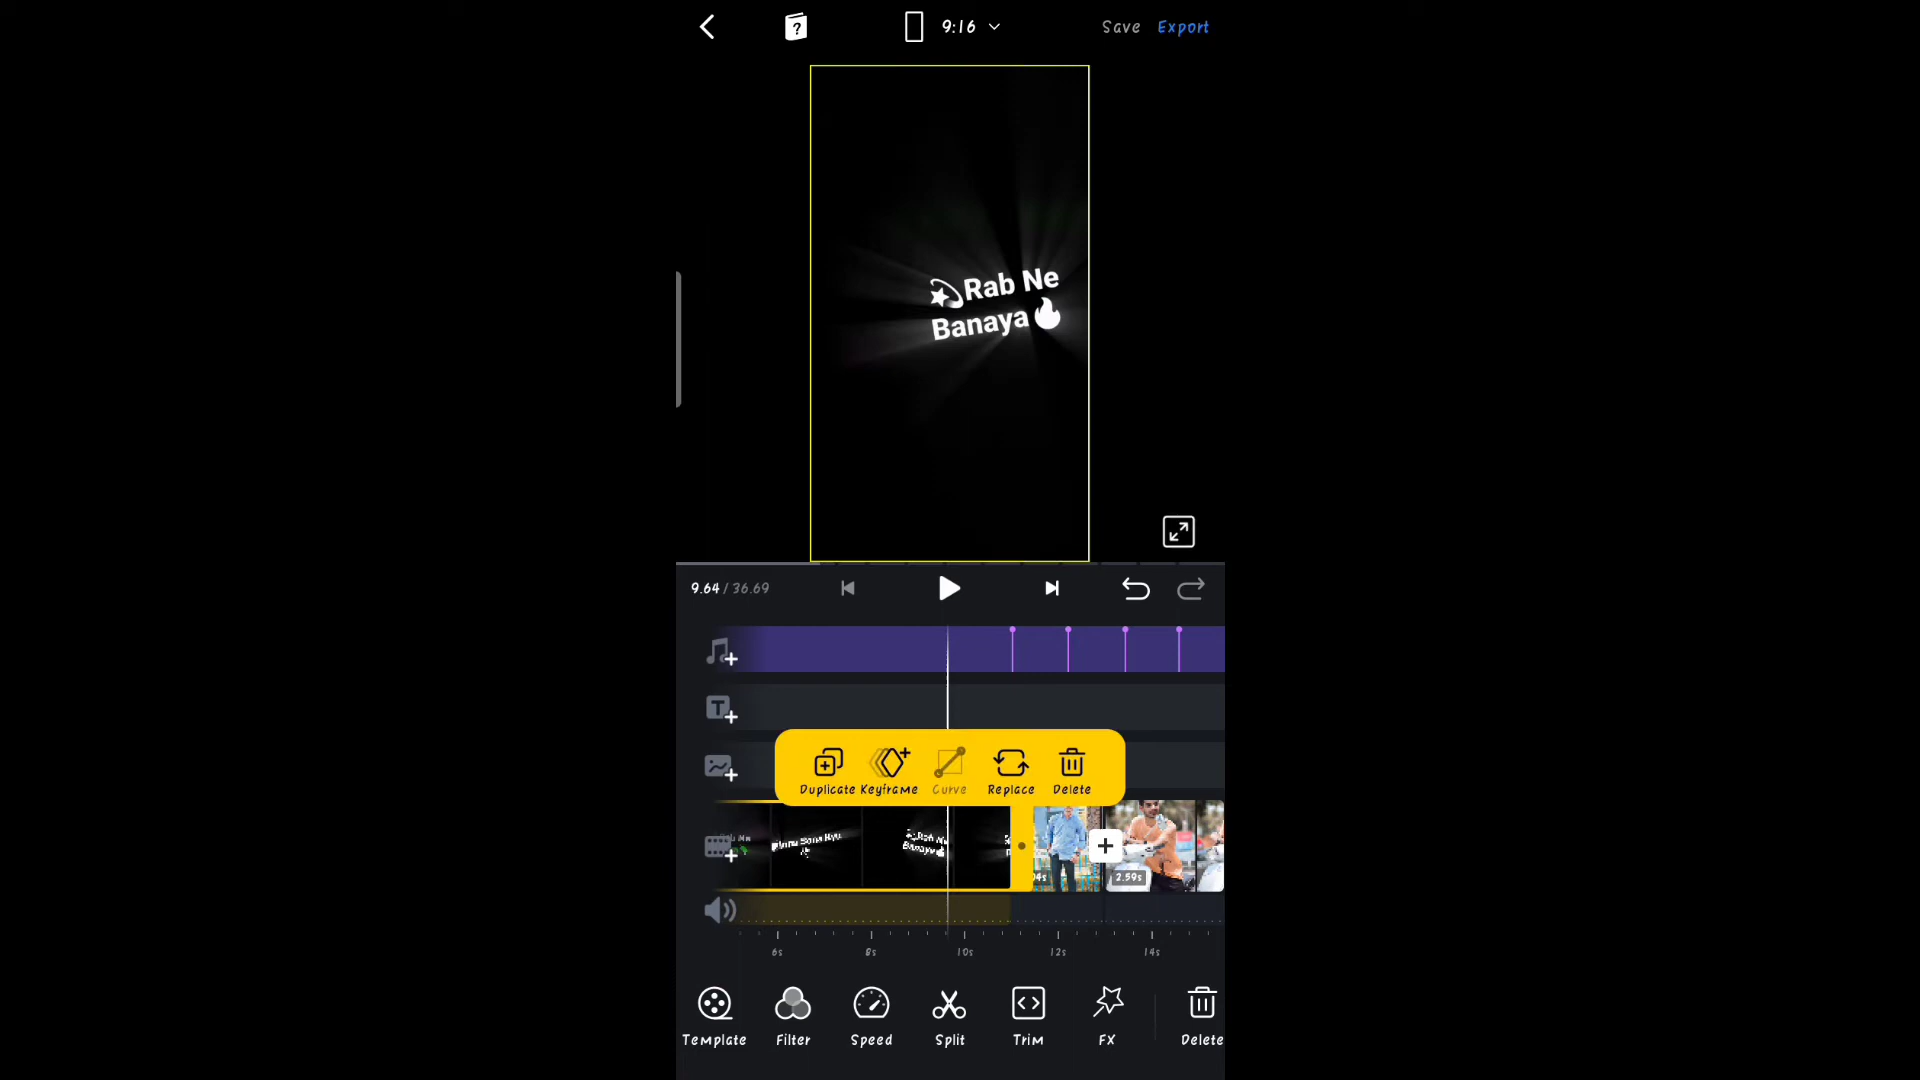 ?
9:16
Save
Export
Rab Ne
Banaya
9.64 / 36.69
T
Duplicate
Keyframe
Curve
Replace
Delete
Banaya
2.59s
6s
8s
10s
12s
14s
Template
Filter
Speed
Split
Trim
FX
Delete